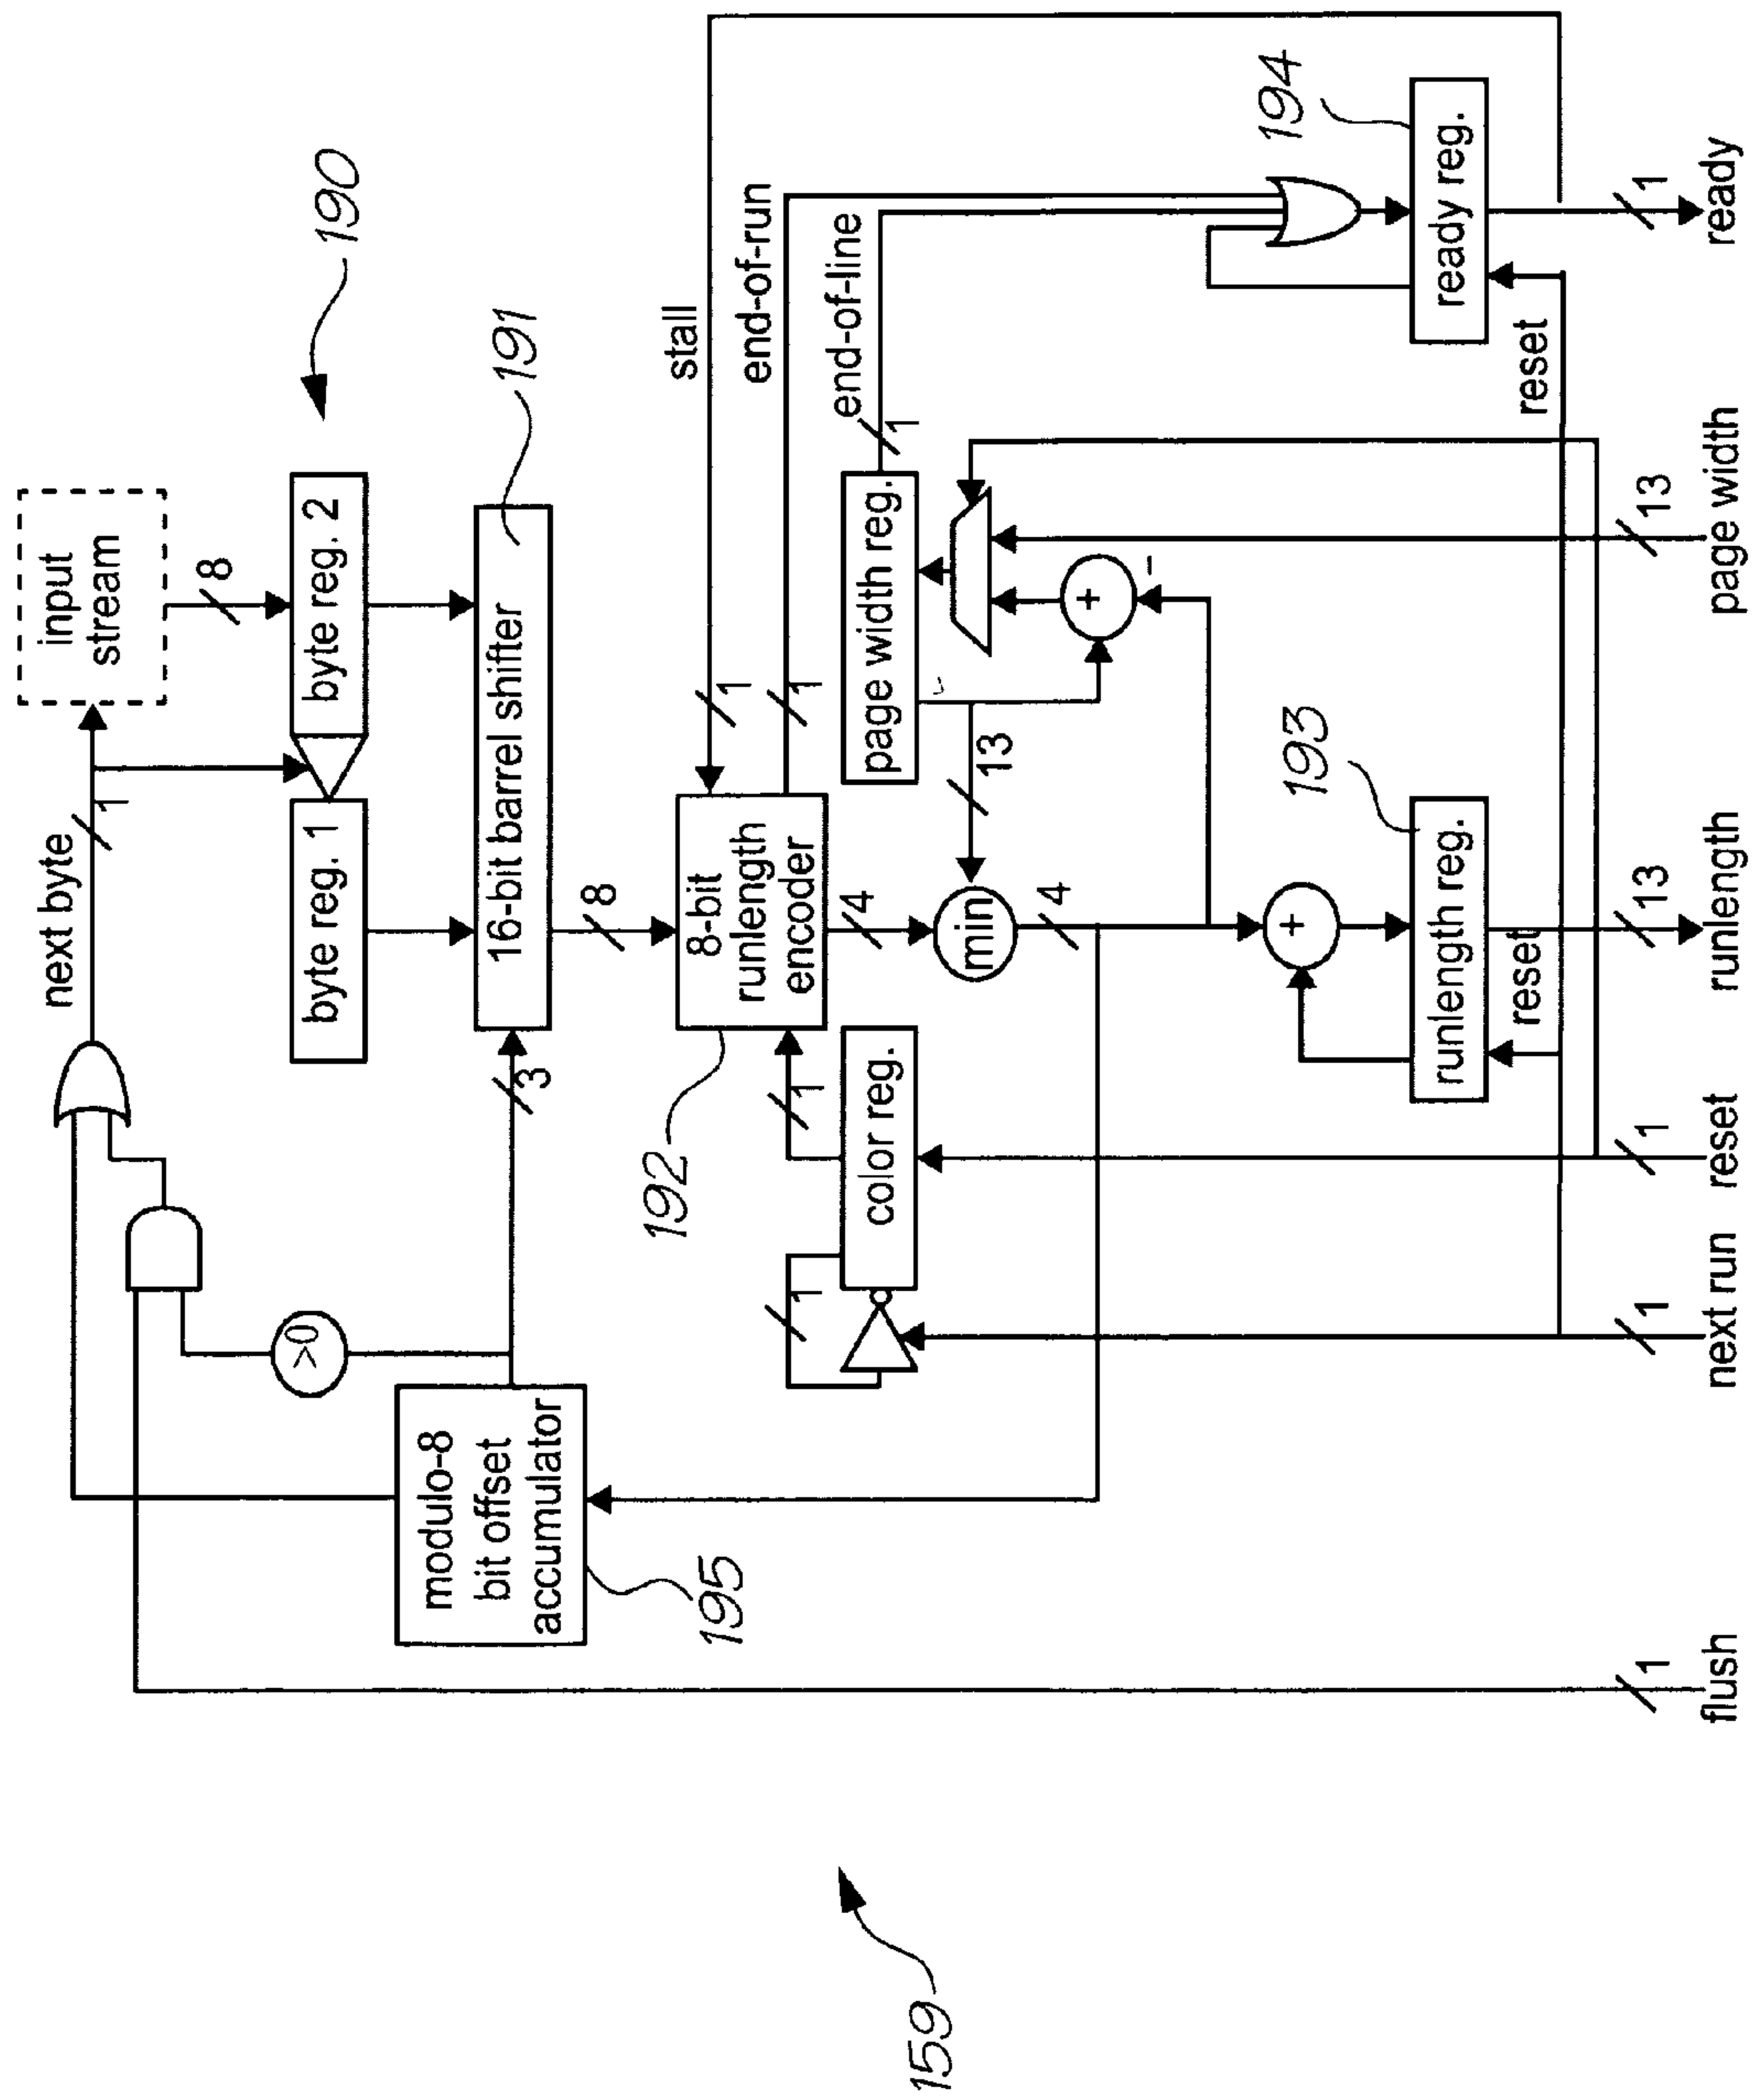 input
stream
next byte
1
8
190
byte reg. 1
byte reg. 2
>0
3
16-bit barrel shifter
191
modulo-8
bit offset
accumulator
195
8
192
8-bit
runlength
encoder
1
stall
1
end-of-run
1
color reg.
1
4
min
4
13
page width reg.
end-of-line
1
+
-
+
193
runlength reg.
reset
194
ready reg.
reset
159
1
flush
1
next run
1
reset
13
runlength
13
page width
1
ready